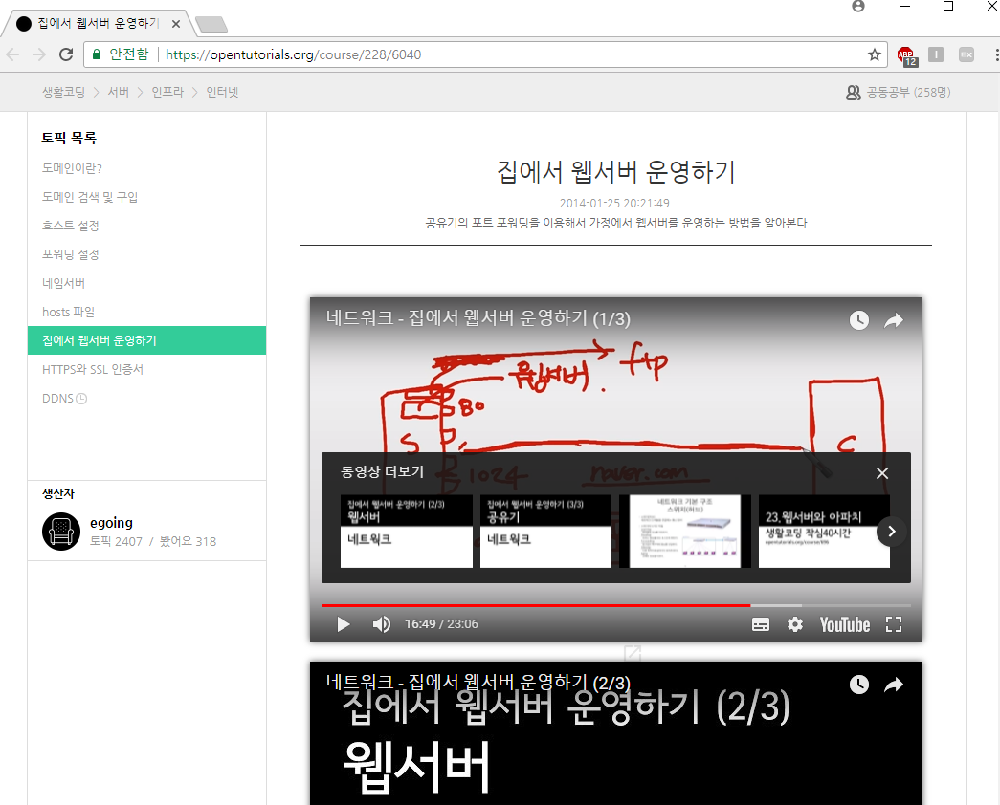 집에서 웹서버 운영하기
안전함 https://opentutorials.org/course/228/6040
ABP 12
생활코딩 > 서버 > 인프라 > 인터넷
공동공부 (258명)
토픽 목록
도메인이란?
도메인 검색 및 구입
호스트 설정
포워딩 설정
네임서버
hosts 파일
집에서 웹서버 운영하기
HTTPS와 SSL 인증서
DDNS
생산자
egoing
토픽 2407 / 봤어요 318
집에서 웹서버 운영하기
2014-01-25 20:21:49
공유기의 포트 포워딩을 이용해서 가정에서 웹서버를 운영하는 방법을 알아본다
네트워크 - 집에서 웹서버 운영하기 (1/3)
웹서버. ftp
80
S
C
1024
naver.com
동영상 더보기
집에서 웹서버 운영하기 (2/3)
웹서버
네트워크
집에서 웹서버 운영하기 (3/3)
공유기
네트워크
네트워크 기본 구조
스위치(허브)
23. 웹서버와 아파치
생활코딩 작심40시간
16:49 / 23:06
YouTube
네트워크 - 집에서 웹서버 운영하기 (2/3)
집에서 웹서버 운영하기 (2/3)
웹서버